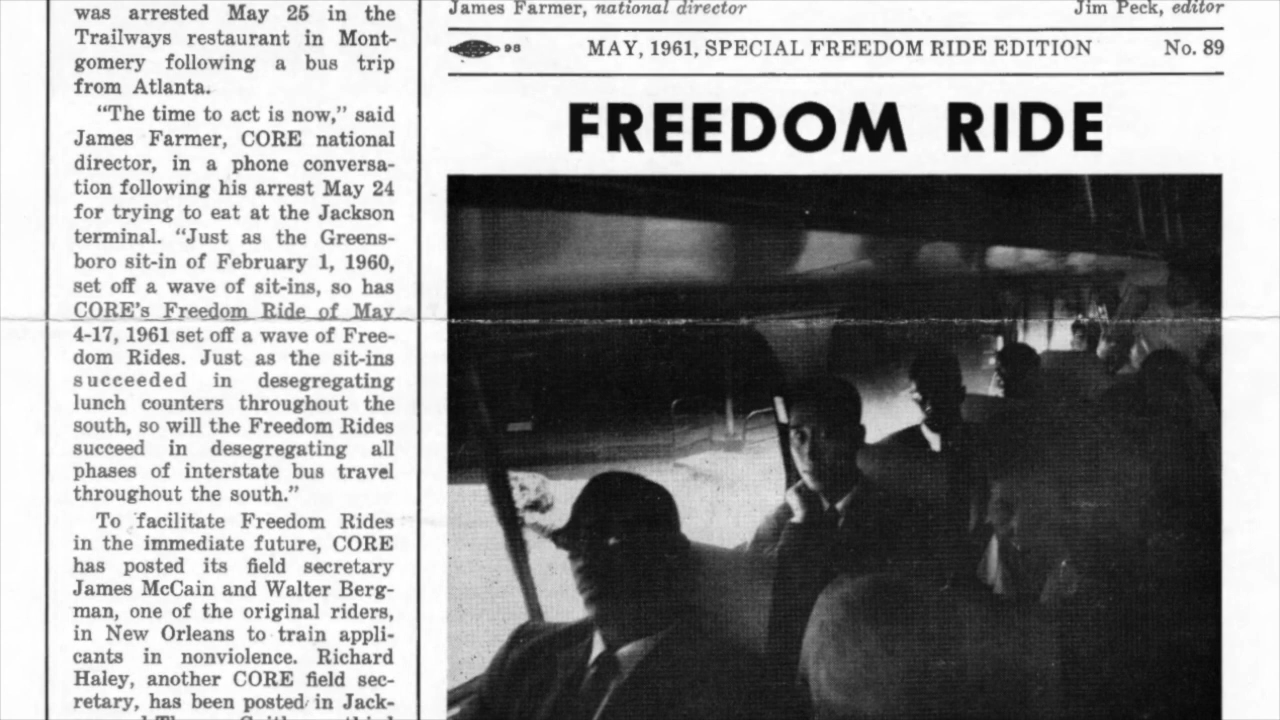 was arrested May 25 in the
Trailways restaurant in Mont-
gomery following a bus trip
from Atlanta.
"The time to act is now," said
James Farmer, CORE national
director, in a phone conversa-
tion following his arrest May 24
for trying to eat at the Jackson
terminal. "Just as the Greens-
boro sit-in of February 1, 1960,
set off a wave of sit-ins, so has
CORE's Freedom Ride of May
4-17, 1961 set off a wave of Free-
dom Rides. Just as the sit-ins
succeeded in desegregating
lunch counters throughout the
south, so will the Freedom Rides
succeed in desegregating all
phases of interstate bus travel
throughout the south."
To facilitate Freedom Rides
in the immediate future, CORE
has posted its field secretary
James McCain and Walter Berg-
man, one of the original riders,
in New Orleans to train appli-
cants in nonviolence. Richard
Haley, another CORE field sec-
retary, has been posted in Jack-
James Farmer, national director Jim Peck, editor
98 MAY, 1961, SPECIAL FREEDOM RIDE EDITION No. 89
FREEDOM RIDE